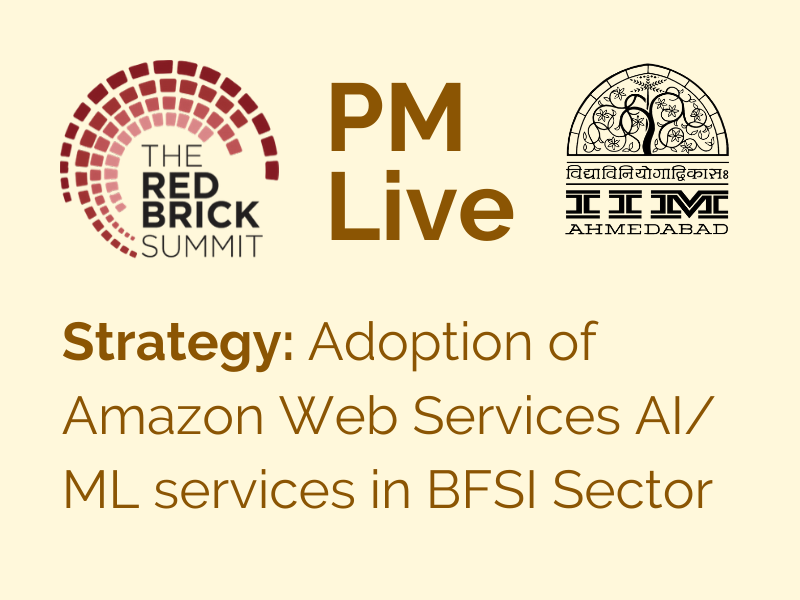 THE
RED
BRICK
SUMMIT
PM
Live
विद्याविनियोगाद्विकासः
IIM
AHMEDABAD
Strategy: Adoption of
Amazon Web Services AI/
ML services in BFSI Sector